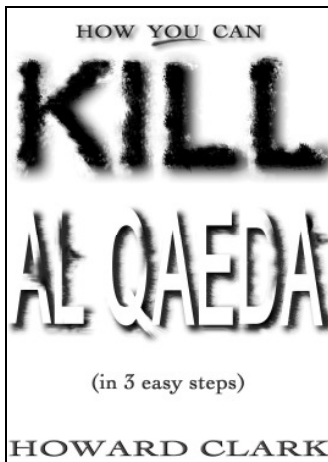 HOW YOU CAN
KILL
AL QAEDA
(in 3 easy steps)
HOWARD CLARK